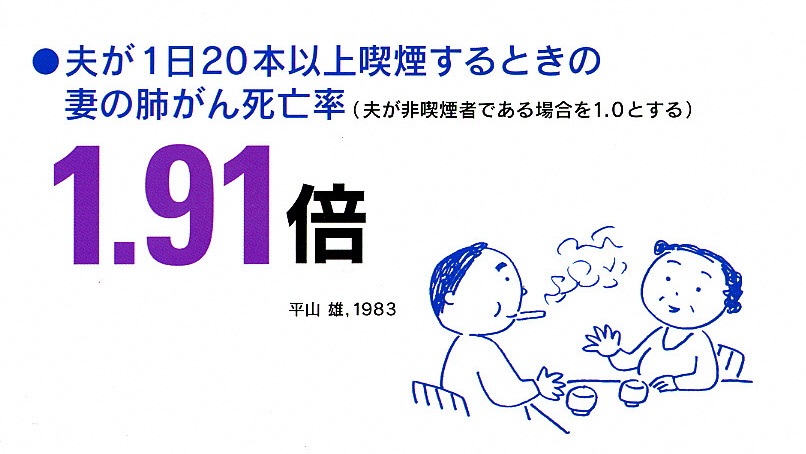 ●夫が1日20本以上喫煙するときの
妻の肺がん死亡率(夫が非喫煙者である場合を1.0とする)
1.91倍
平山 雄,1983